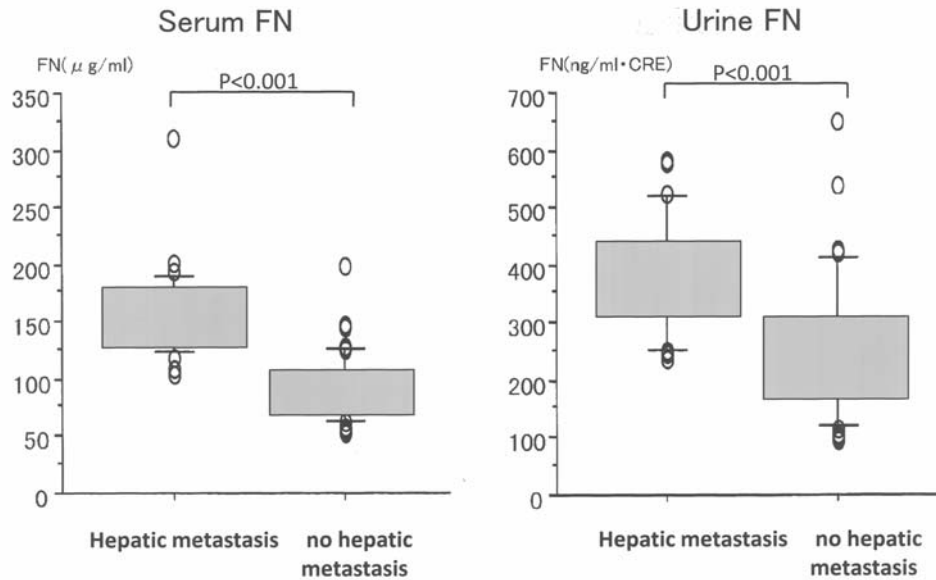 Serum FN
FN(μg/ml)
P<0.001
350
300
250
200
150
100
50
0
Hepatic metastasis
no hepatic
metastasis
Urine FN
FN(ng/ml・CRE)
P<0.001
700
600
500
400
300
200
100
0
Hepatic metastasis
no hepatic
metastasis